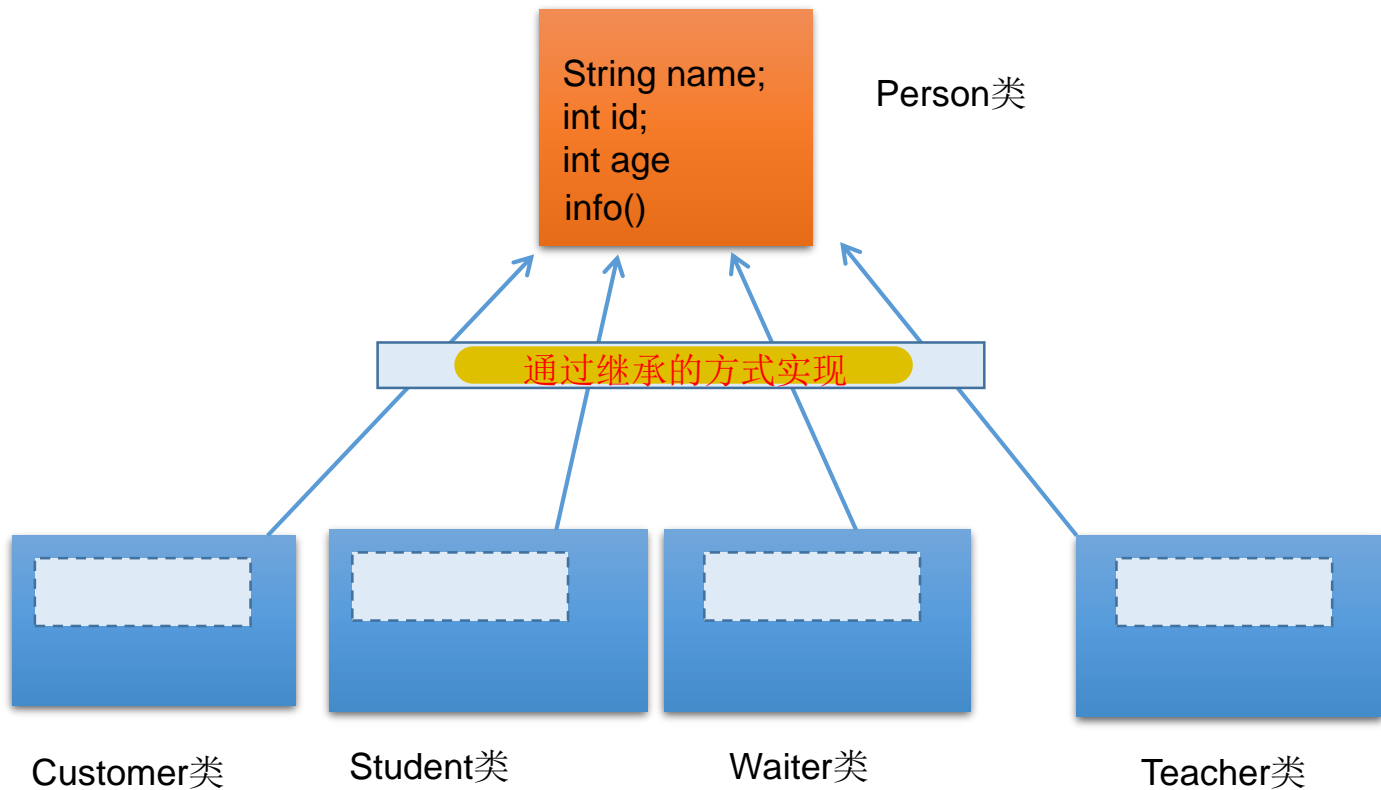 String name;
int id;
int age
info()
Person类
通过继承的方式实现
Customer类
Student类
Waiter类
Teacher类